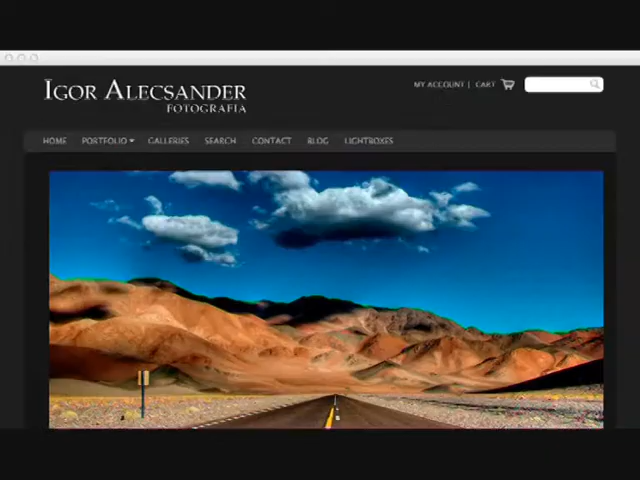 IGOR ALECSANDER
FOTOGRAFIA
MY ACCOUNT | CART
HOME PORTFOLIO GALLERIES SEARCH CONTACT BLOG LIGHTBOXES